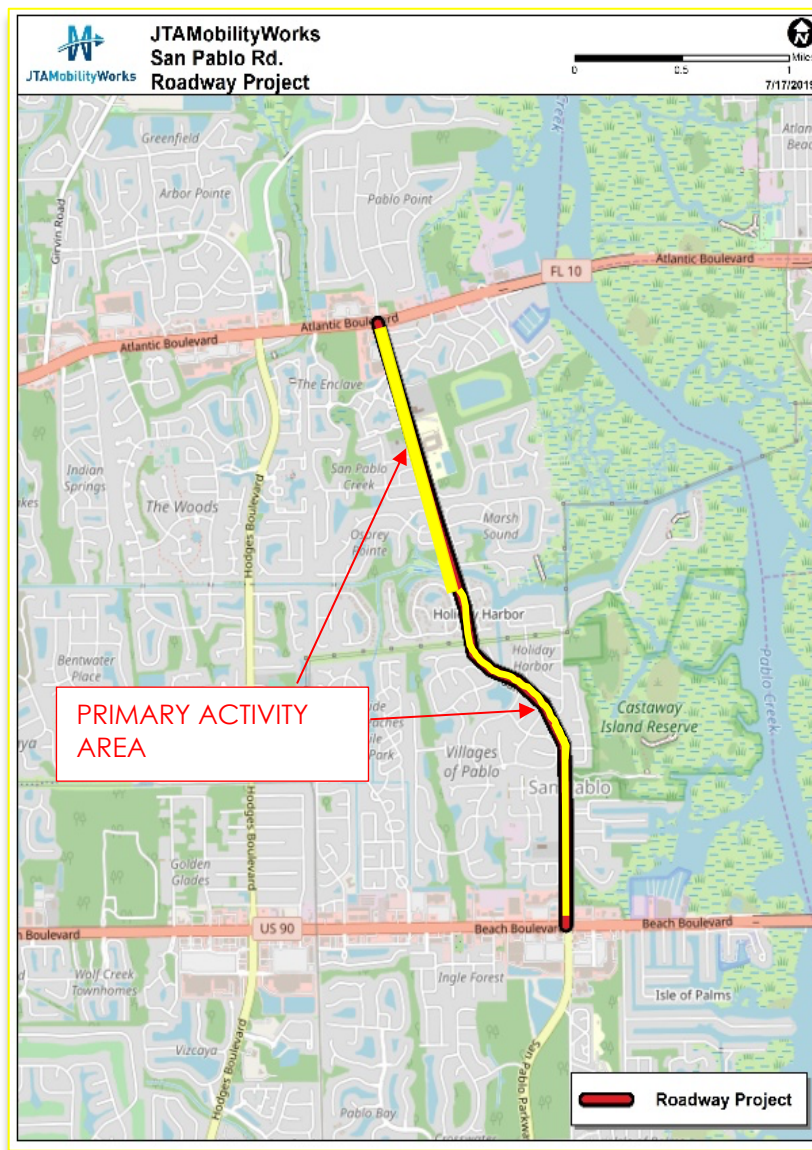 JTAMobilityWorks
JTAMobilityWorks
San Pablo Rd.
Roadway Project
N
Miles
0 0.5 1
7/17/2019
Greenfield
Arbor Pointe
Pablo Point
Girvin Road
Creek
Atlantic Boulevard
FL 10
Atlantic Boulevard
Atlantic Boulevard
The Enclave
Indian
Springs
The Woods
Hodges Boulevard
San Pablo
Creek
Osprey
Pointe
Marsh
Sound
Holiday Harbor
Holiday
Harbor
Bentwater
Place
PRIMARY ACTIVITY
AREA
Park
Villages
of Pablo
San Pablo
Castaway
Island Reserve
Pablo Creek
Golden
Glades
Hodges Boulevard
n Boulevard
US 90
Beach Boulevard
Beach Boulevard
Wolf Creek
Townhomes
Ingle Forest
Isle of Palms
Vizcaya
Hodges Boulevard
San Pablo Parkway
Pablo Bay
Roadway Project